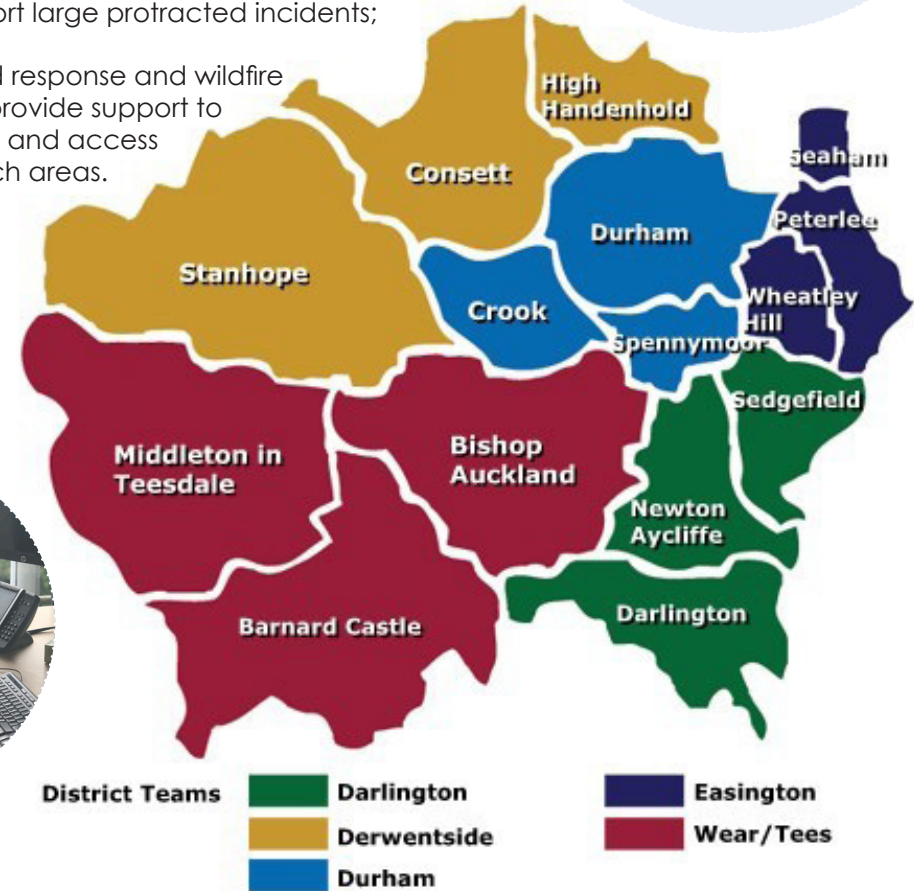 ort large protracted incidents;
response and wildfire
provide support to
and access
ch areas.
High
Handenhold
Seaham
Consett
Peterlee
Durham
Stanhope
Wheatley
Hill
Crook
Spennymoor
Sedgefield
Middleton in
Teesdale
Bishop
Auckland
Newton
Aycliffe
Darlington
Barnard Castle
District Teams
Darlington
Easington
Derwentside
Wear/Tees
Durham